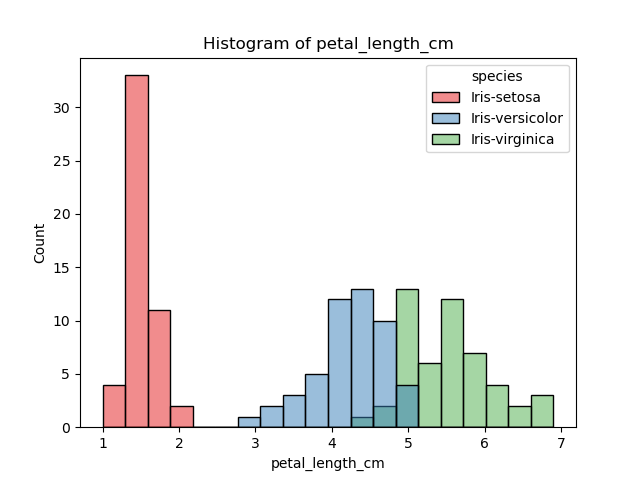 Histogram of petal_length_cm
species
Iris-setosa
Iris-versicolor
Iris-virginica
Count
30
25
20
15
10
5
0
1 2 3 4 5 6 7
petal_length_cm